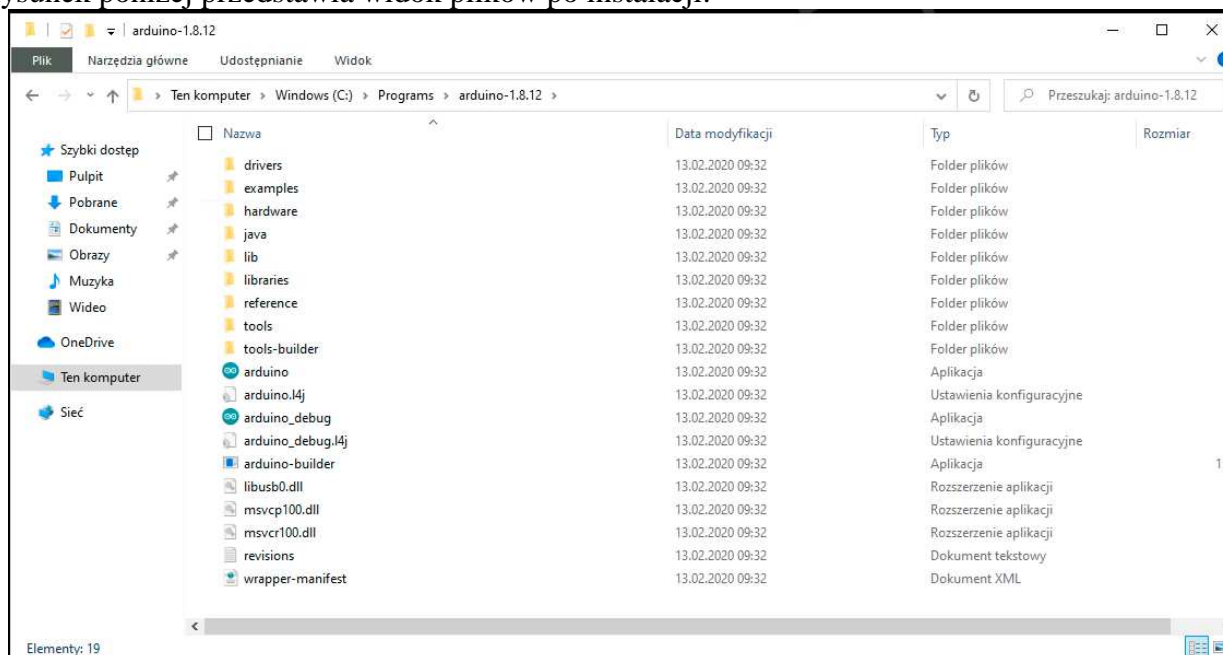 ysunek poniżej przedstawia widok plików po instalacji.
arduino-1.8.12
Plik Narzędzia główne Udostępnianie Widok
Ten komputer > Windows (C:) > Programs > arduino-1.8.12 > Przeszukaj: arduino-1.8.12
Nazwa Data modyfikacji Typ Rozmiar
Szybki dostęp
Pulpit
Pobrane
Dokumenty
Obrazy
Muzyka
Wideo
OneDrive
Ten komputer
Sieć
drivers 13.02.2020 09:32 Folder plików
examples 13.02.2020 09:32 Folder plików
hardware 13.02.2020 09:32 Folder plików
java 13.02.2020 09:32 Folder plików
lib 13.02.2020 09:32 Folder plików
libraries 13.02.2020 09:32 Folder plików
reference 13.02.2020 09:32 Folder plików
tools 13.02.2020 09:32 Folder plików
tools-builder 13.02.2020 09:32 Folder plików
arduino 13.02.2020 09:32 Aplikacja
arduino.l4j 13.02.2020 09:32 Ustawienia konfiguracyjne
arduino_debug 13.02.2020 09:32 Aplikacja
arduino_debug.l4j 13.02.2020 09:32 Ustawienia konfiguracyjne
arduino-builder 13.02.2020 09:32 Aplikacja 1
libusb0.dll 13.02.2020 09:32 Rozszerzenie aplikacji
msvcp100.dll 13.02.2020 09:32 Rozszerzenie aplikacji
msvcr100.dll 13.02.2020 09:32 Rozszerzenie aplikacji
revisions 13.02.2020 09:32 Dokument tekstowy
wrapper-manifest 13.02.2020 09:32 Dokument XML
Elementy: 19